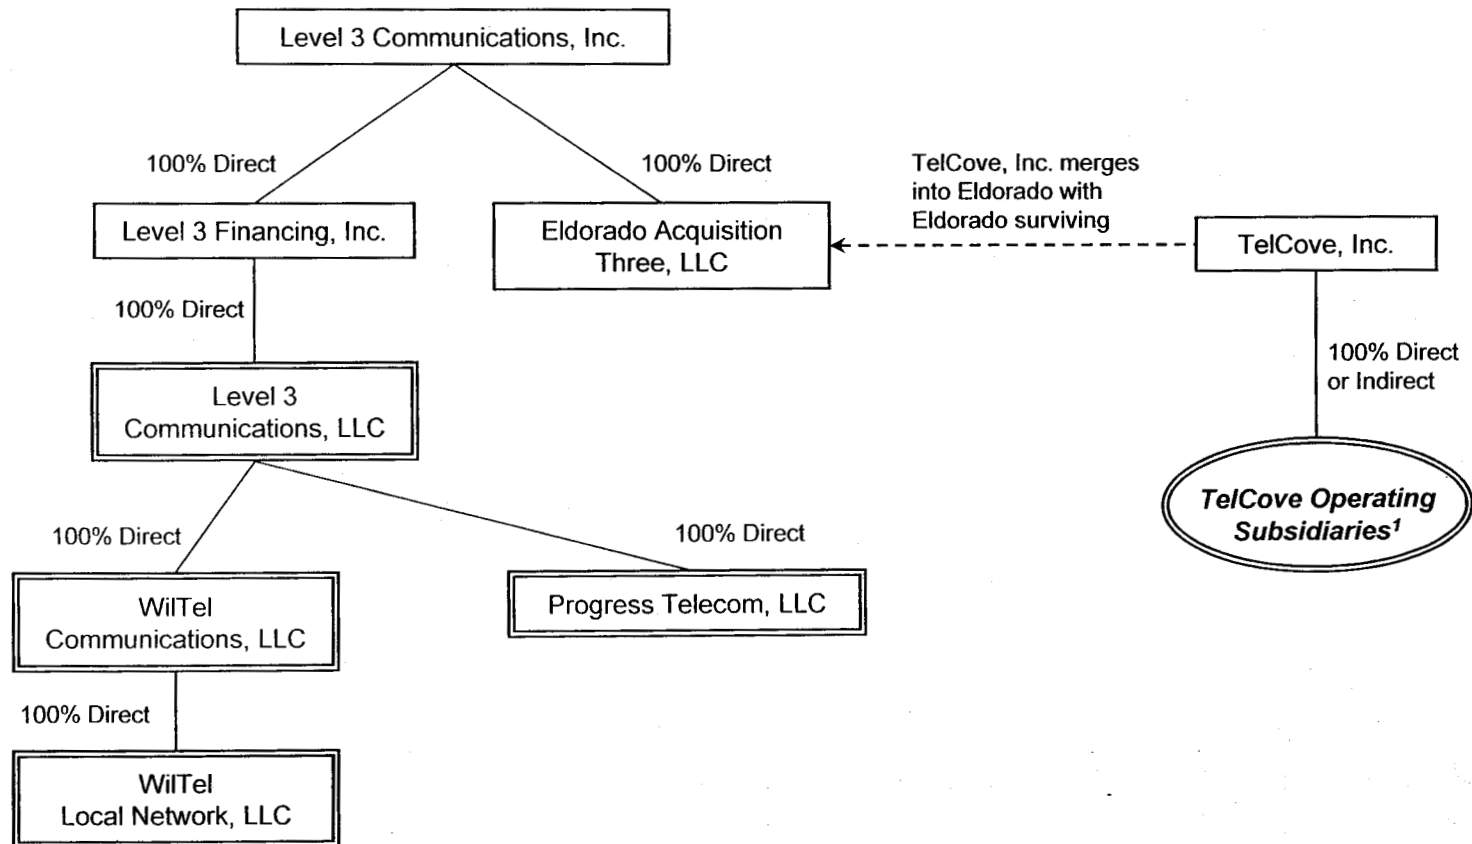 Level 3 Communications, Inc.
100% Direct
100% Direct
TelCove, Inc. merges
into Eldorado with
Eldorado surviving
Level 3 Financing, Inc.
Eldorado Acquisition
Three, LLC
TelCove, Inc.
100% Direct
100% Direct
or Indirect
Level 3
Communications, LLC
TelCove Operating
Subsidiaries¹
100% Direct
100% Direct
WilTel
Communications, LLC
Progress Telecom, LLC
100% Direct
WilTel
Local Network, LLC